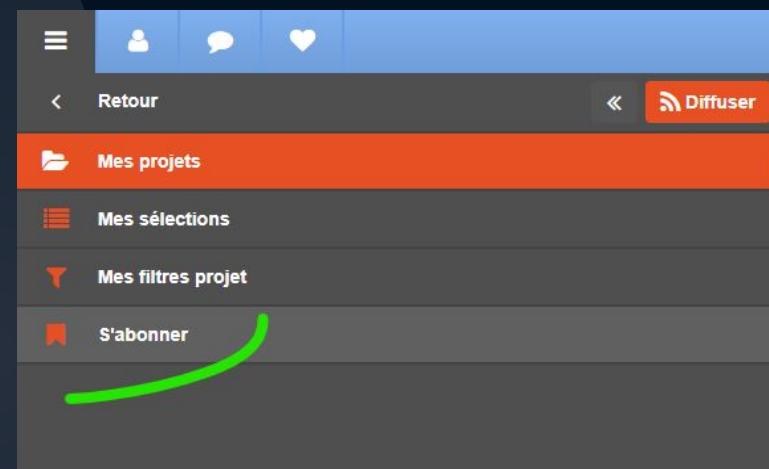 Retour
Diffuser
Mes projets
Mes sélections
Mes filtres projet
S'abonner